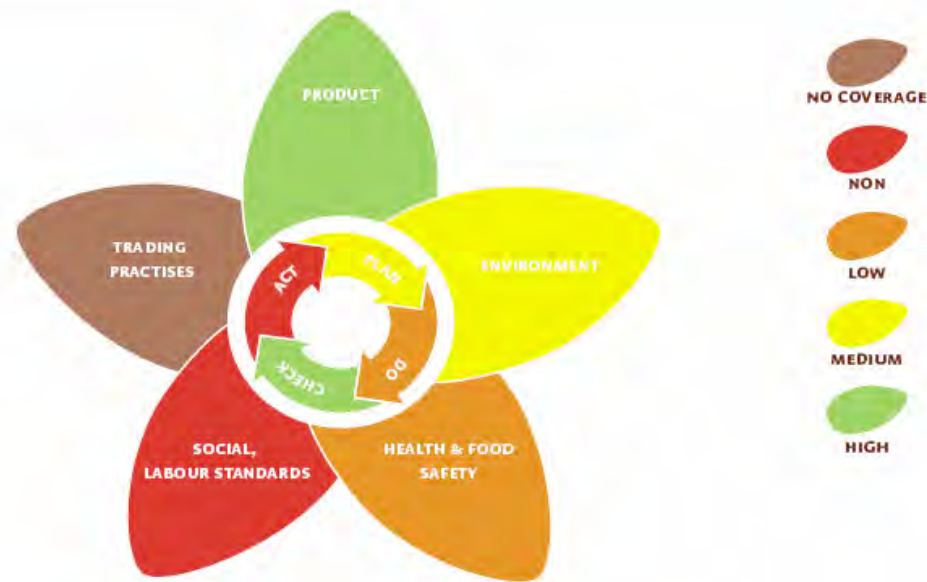 PRODUCT
TRADING
PRACTISES
ENVIRONMENT
SOCIAL,
LABOUR STANDARDS
HEALTH & FOOD
SAFETY
PLAN
DO
CHECK
ACT
NO COVERAGE
NON
LOW
MEDIUM
HIGH